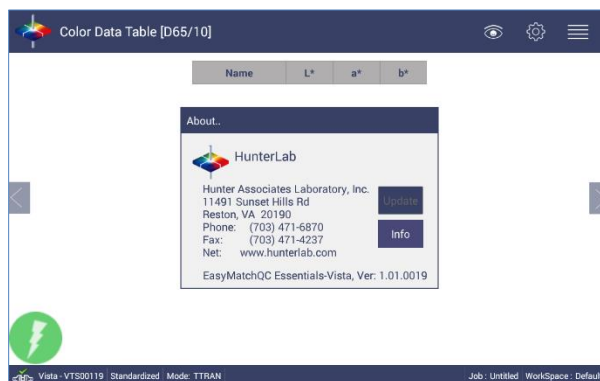 Color Data Table [D65/10]
Name L* a* b*
About..
HunterLab
Hunter Associates Laboratory, Inc.
11491 Sunset Hills Rd
Reston, VA 20190
Phone: (703) 471-6870
Fax: (703) 471-4237
Net: www.hunterlab.com
Update
Info
EasyMatchQC Essentials-Vista, Ver: 1.01.0019
Vista - VTS00119 Standardized Mode: TTRAN
Job : Untitled WorkSpace : Default